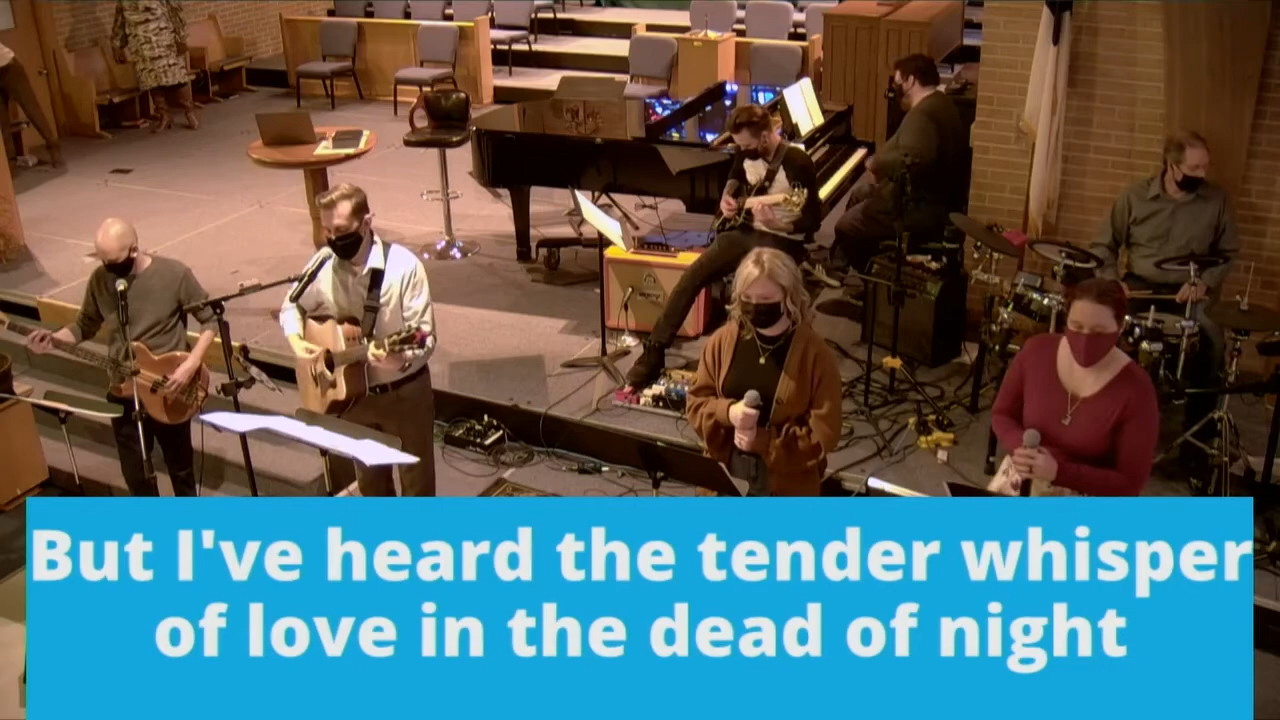 But I've heard the tender whisper
of love in the dead of night